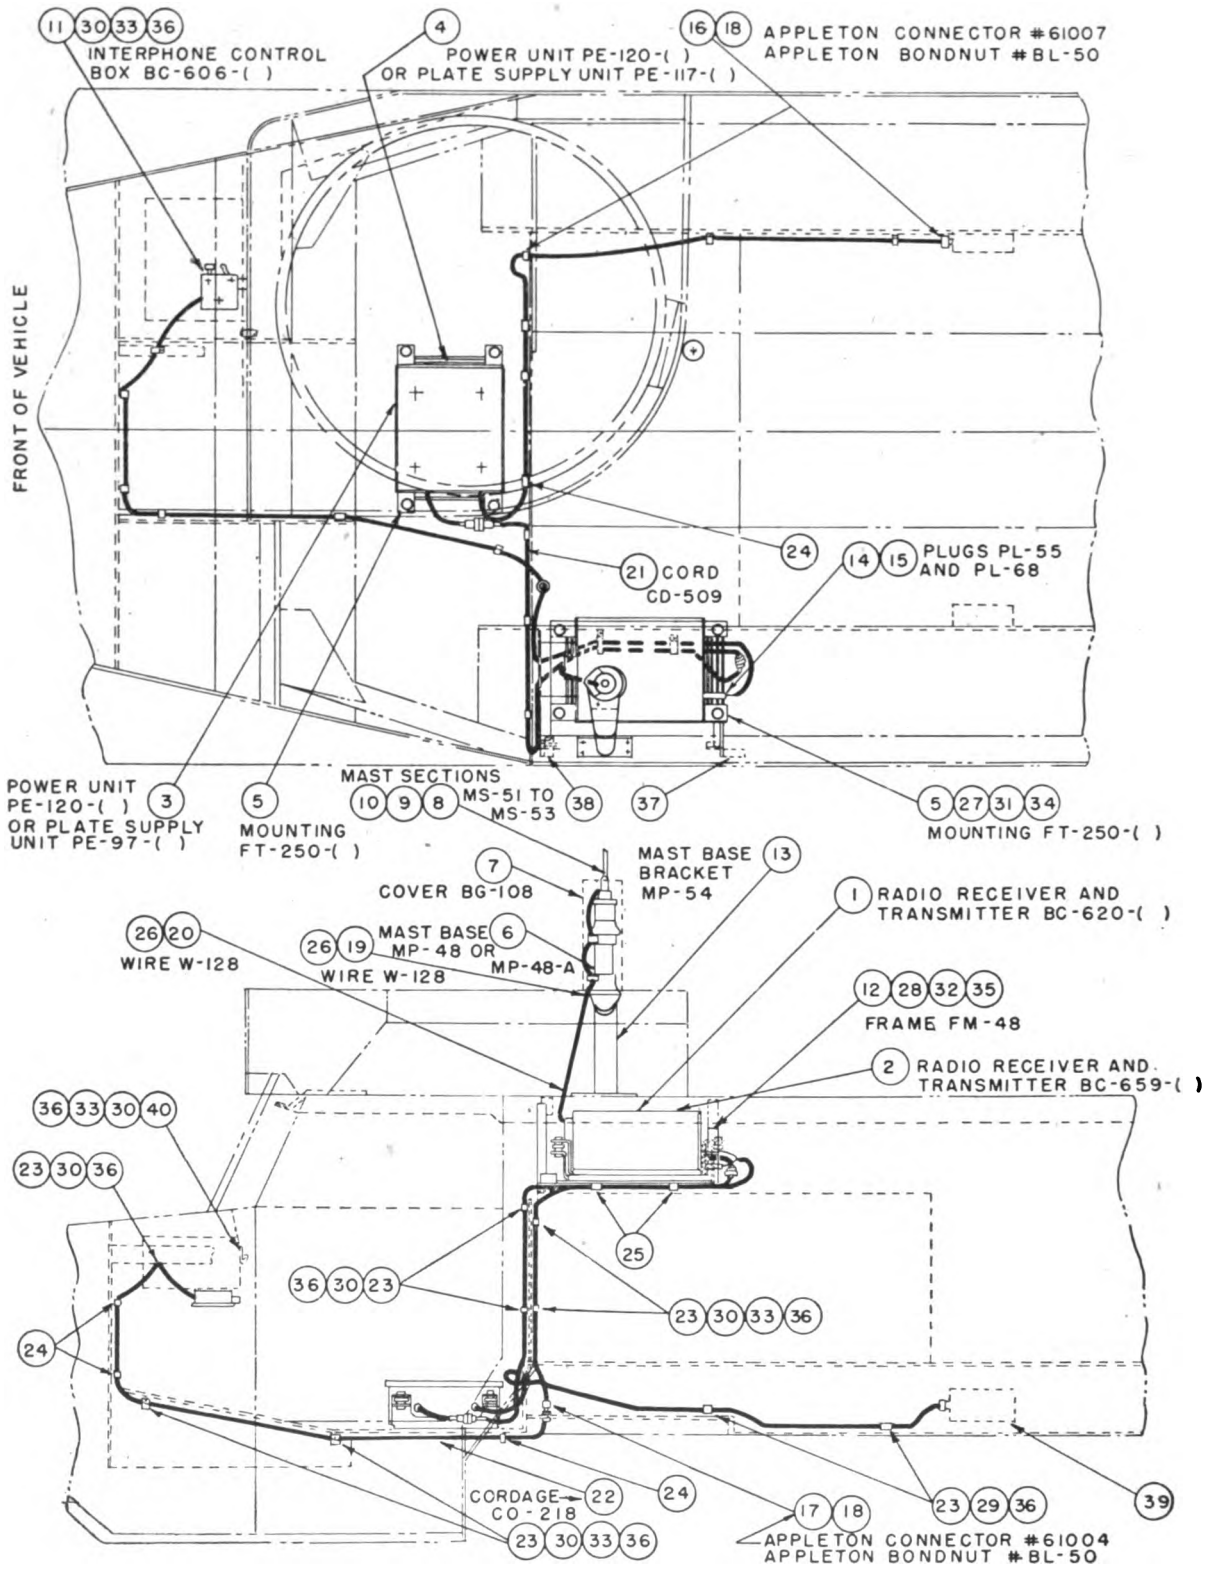 11 30 33 36
INTERPHONE CONTROL
BOX BC-606-( )
4
POWER UNIT PE-120-( )
OR PLATE SUPPLY UNIT PE-117-( )
16 18 APPLETON CONNECTOR #61007
APPLETON BONDNUT #BL-50
FRONT OF VEHICLE
24
21 CORD
CD-509
14 15 PLUGS PL-55
AND PL-68
POWER UNIT
PE-120-( ) 3
OR PLATE SUPPLY
UNIT PE-97-( )
5
MOUNTING
FT-250-( )
MAST SECTIONS
10 9 8 MS-51 TO
MS-53
38
37
5 27 31 34
MOUNTING FT-250-( )
7
COVER BG-108
MAST BASE 13
BRACKET
MP-54
1 RADIO RECEIVER AND
TRANSMITTER BC-620-( )
26 20
WIRE W-128
26 19
WIRE W-128
MAST BASE 6
MP-48 OR
MP-48-A
12 28 32 35
FRAME FM-48
2 RADIO RECEIVER AND
TRANSMITTER BC-659-( )
36 33 30 40
23 30 36
25
36 30 23
23 30 33 36
24
CORDAGE 22
CO-218
24
23 30 33 36
17 18
APPLETON CONNECTOR #61004
APPLETON BONDNUT #BL-50
23 29 36
39